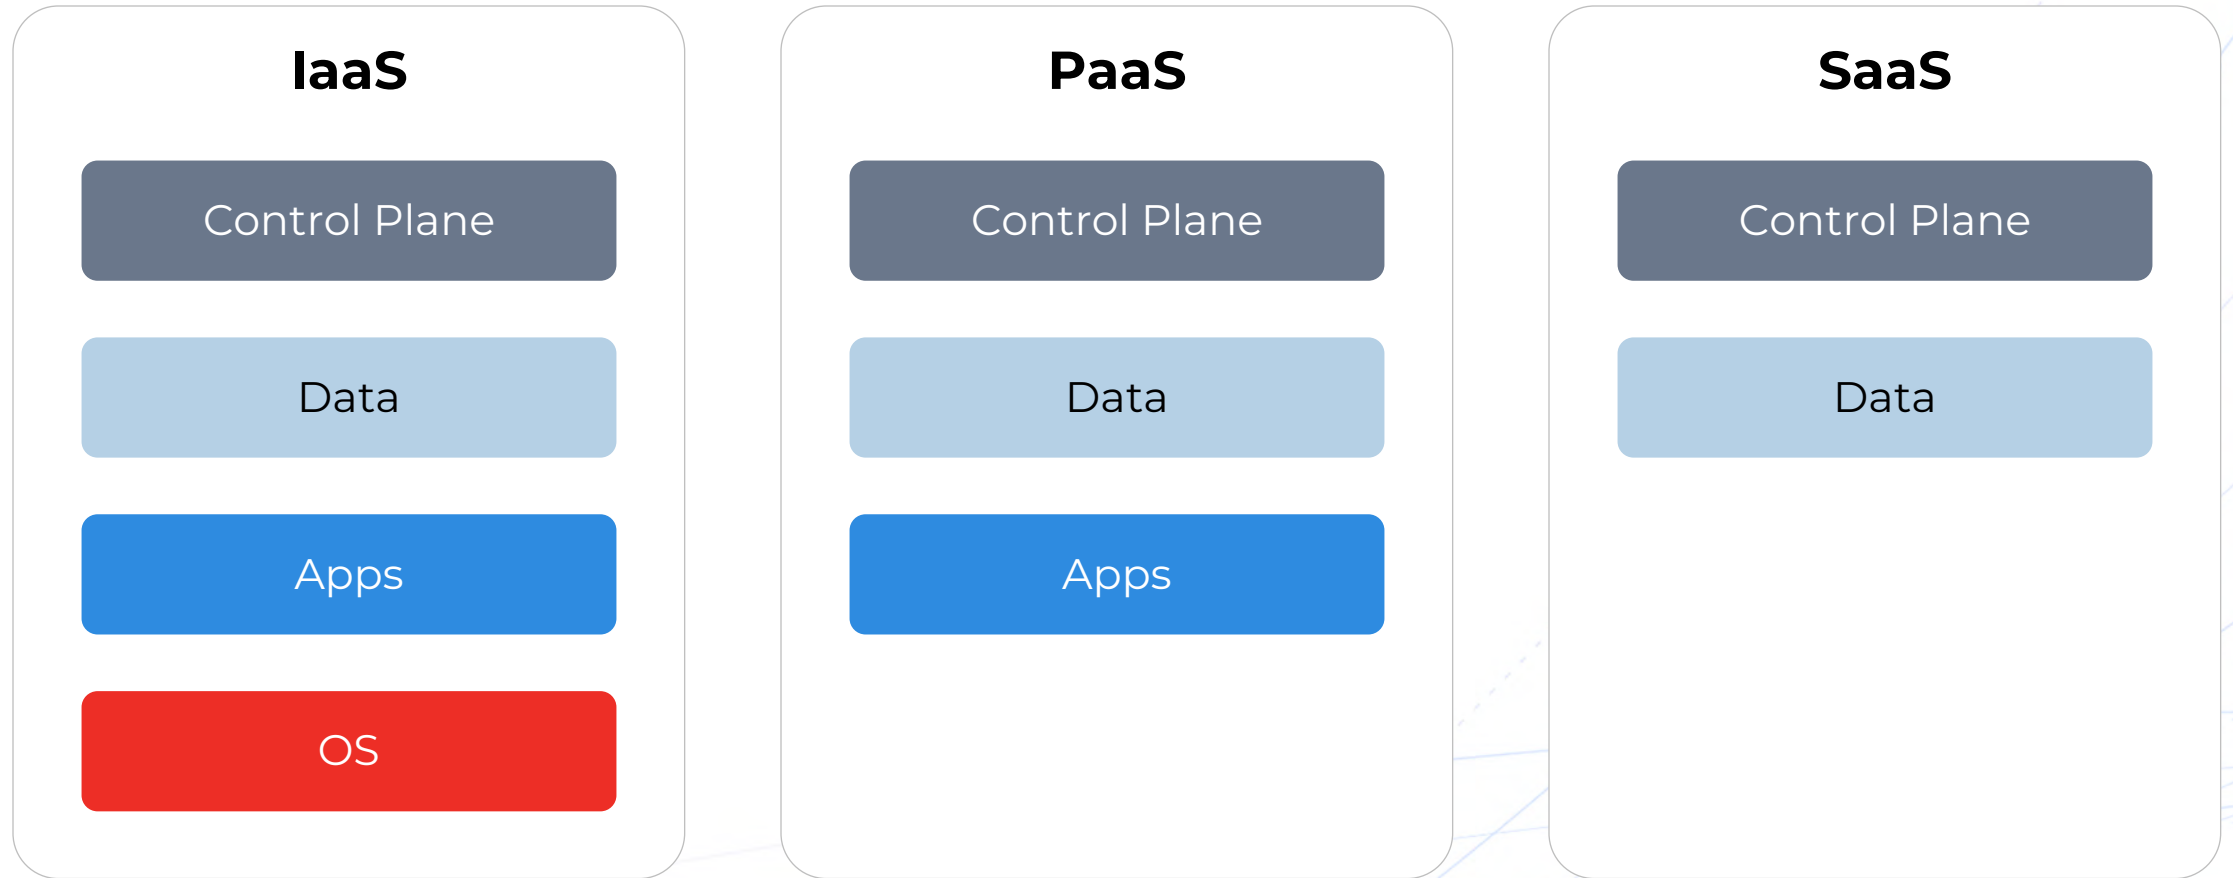 IaaS
Control Plane
Data
Apps
OS
PaaS
Control Plane
Data
Apps
SaaS
Control Plane
Data